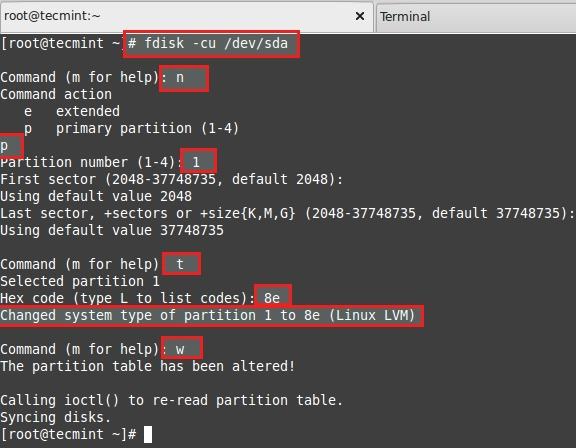 root@tecmint:~ × Terminal
[root@tecmint ~]# fdisk -cu /dev/sda
Command (m for help): n
Command action
e extended
p primary partition (1-4)
p
Partition number (1-4): 1
First sector (2048-37748735, default 2048):
Using default value 2048
Last sector, +sectors or +size{K,M,G} (2048-37748735, default 37748735):
Using default value 37748735
Command (m for help) t
Selected partition 1
Hex code (type L to list codes): 8e
Changed system type of partition 1 to 8e (Linux LVM)
Command (m for help): w
The partition table has been altered!
Calling ioctl() to re-read partition table.
Syncing disks.
[root@tecmint ~]#